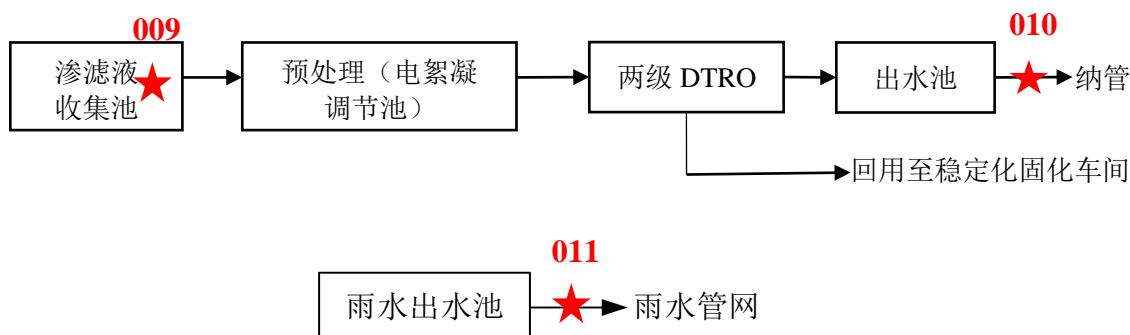 009
010
渗滤液
收集池
预处理（电絮凝
调节池）
两级 DTRO
出水池
纳管
回用至稳定化固化车间
011
雨水出水池
雨水管网